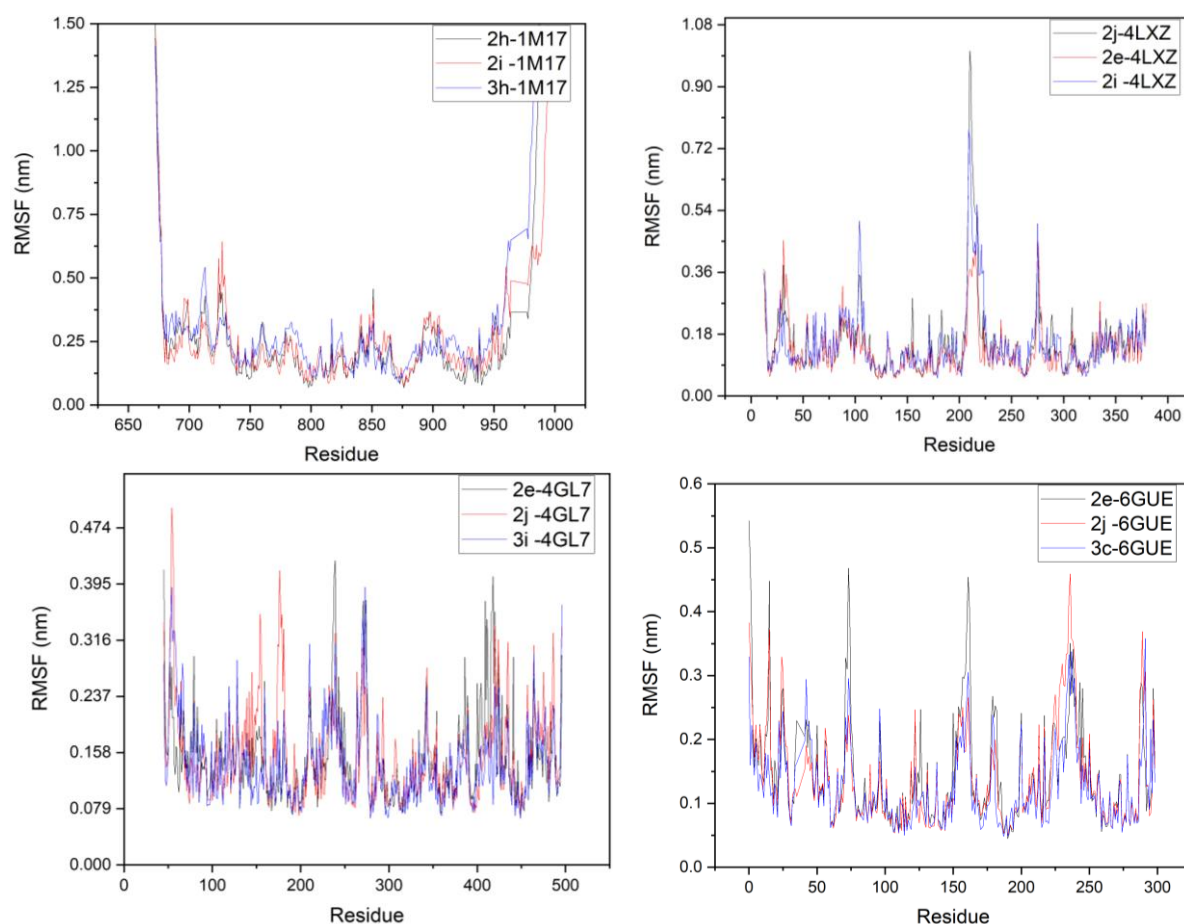 1.50
1.25
1.00
0.75
0.50
0.25
0.00
RMSF (nm)
2h-1M17
2i -1M17
3h-1M17
650 700 750 800 850 900 950 1000
Residue
1.08
0.90
0.72
0.54
0.36
0.18
0.00
RMSF (nm)
2j-4LXZ
2e-4LXZ
2i -4LXZ
0 50 100 150 200 250 300 350 400
Residue
0.474
0.395
0.316
0.237
0.158
0.079
0.000
RMSF (nm)
2e-4GL7
2j -4GL7
3i -4GL7
0 100 200 300 400 500
Residue
0.6
0.5
0.4
0.3
0.2
0.1
0.0
RMSF (nm)
2e-6GUE
2j -6GUE
3c-6GUE
0 50 100 150 200 250 300
Residue